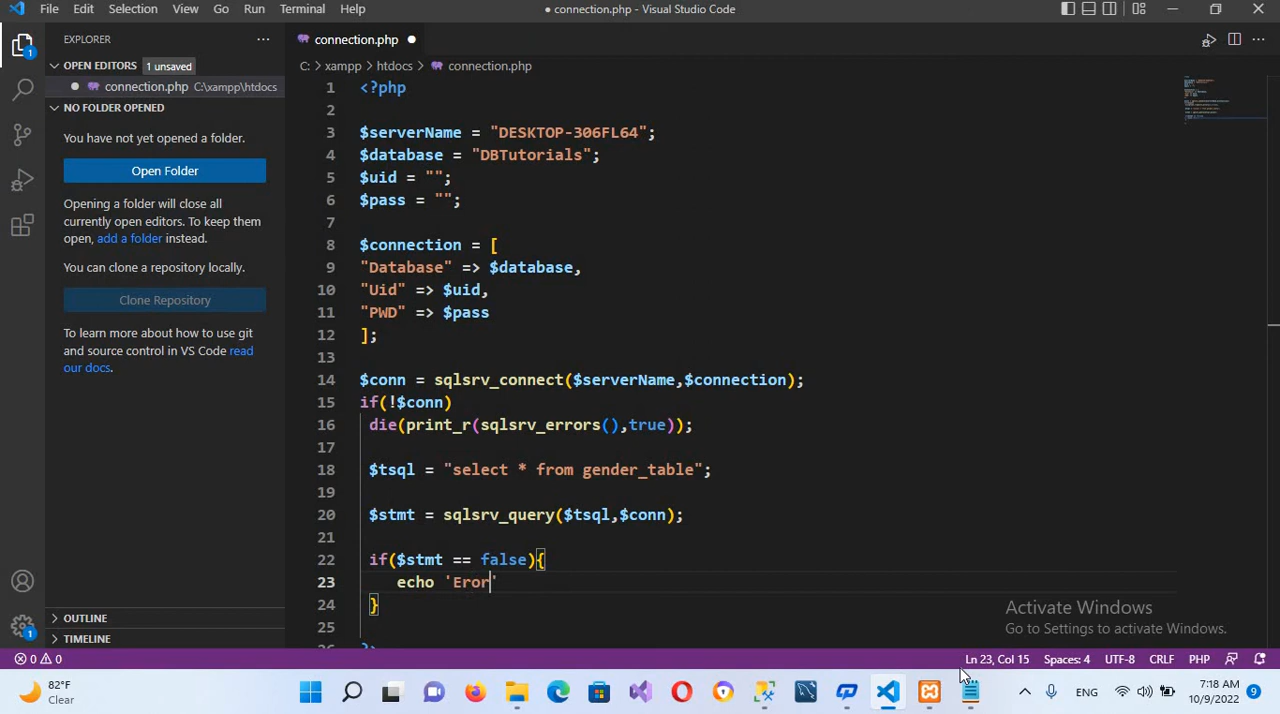 File Edit Selection View Go Run Terminal Help
● connection.php - Visual Studio Code
EXPLORER
OPEN EDITORS 1 unsaved
connection.php C:\xampp\htdocs
NO FOLDER OPENED
You have not yet opened a folder.
Open Folder
Opening a folder will close all
currently open editors. To keep them
open, add a folder instead.
You can clone a repository locally.
Clone Repository
To learn more about how to use git
and source control in VS Code read
our docs.
OUTLINE
TIMELINE
connection.php
C: > xampp > htdocs > connection.php
1 <?php
2
3 $serverName = "DESKTOP-306FL64";
4 $database = "DBTutorials";
5 $uid = "";
6 $pass = "";
7
8 $connection = [
9 "Database" => $database,
10 "Uid" => $uid,
11 "PWD" => $pass
12 ];
13
14 $conn = sqlsrv_connect($serverName,$connection);
15 if(!$conn)
16 die(print_r(sqlsrv_errors(),true));
17
18 $tsql = "select * from gender_table";
19
20 $stmt = sqlsrv_query($tsql,$conn);
21
22 if($stmt == false){
23 echo 'Eror'
24 }
25
26 ?>
Activate Windows
Go to Settings to activate Windows.
0 0
Ln 23, Col 15 Spaces: 4 UTF-8 CRLF PHP
82°F
Clear
ENG
7:18 AM
10/9/2022
9
1
1